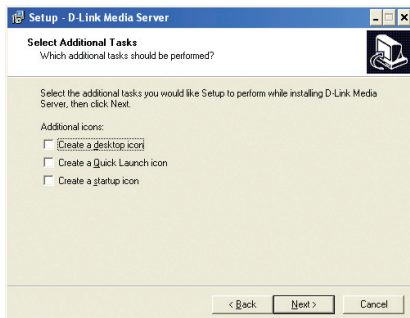 Setup - D-Link Media Server
Select Additional Tasks
Which additional tasks should be performed?
Select the additional tasks you would like Setup to perform while installing D-Link Media
Server, then click Next.
Additional icons:
Create a desktop icon
Create a Quick Launch icon
Create a startup icon
< Back Next > Cancel